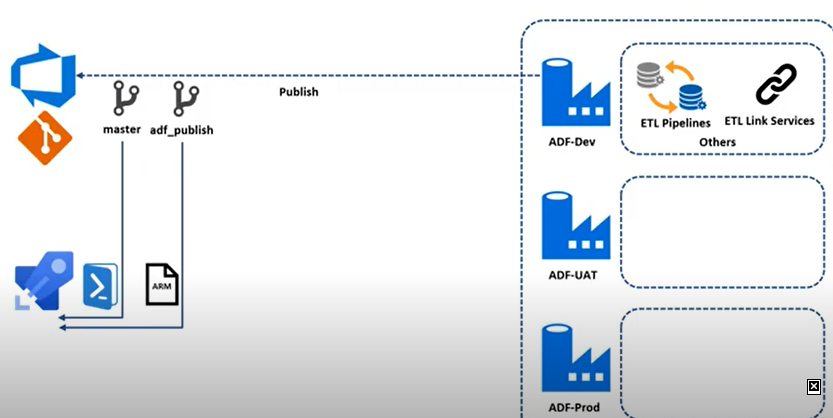 Publish
master
adf_publish
ARM
ADF-Dev
ETL Pipelines
ETL Link Services
Others
ADF-UAT
ADF-Prod